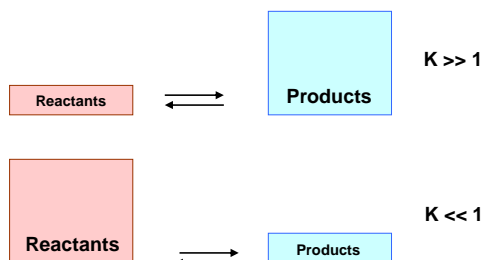 K >> 1
Reactants
Products
Reactants
K << 1
Products